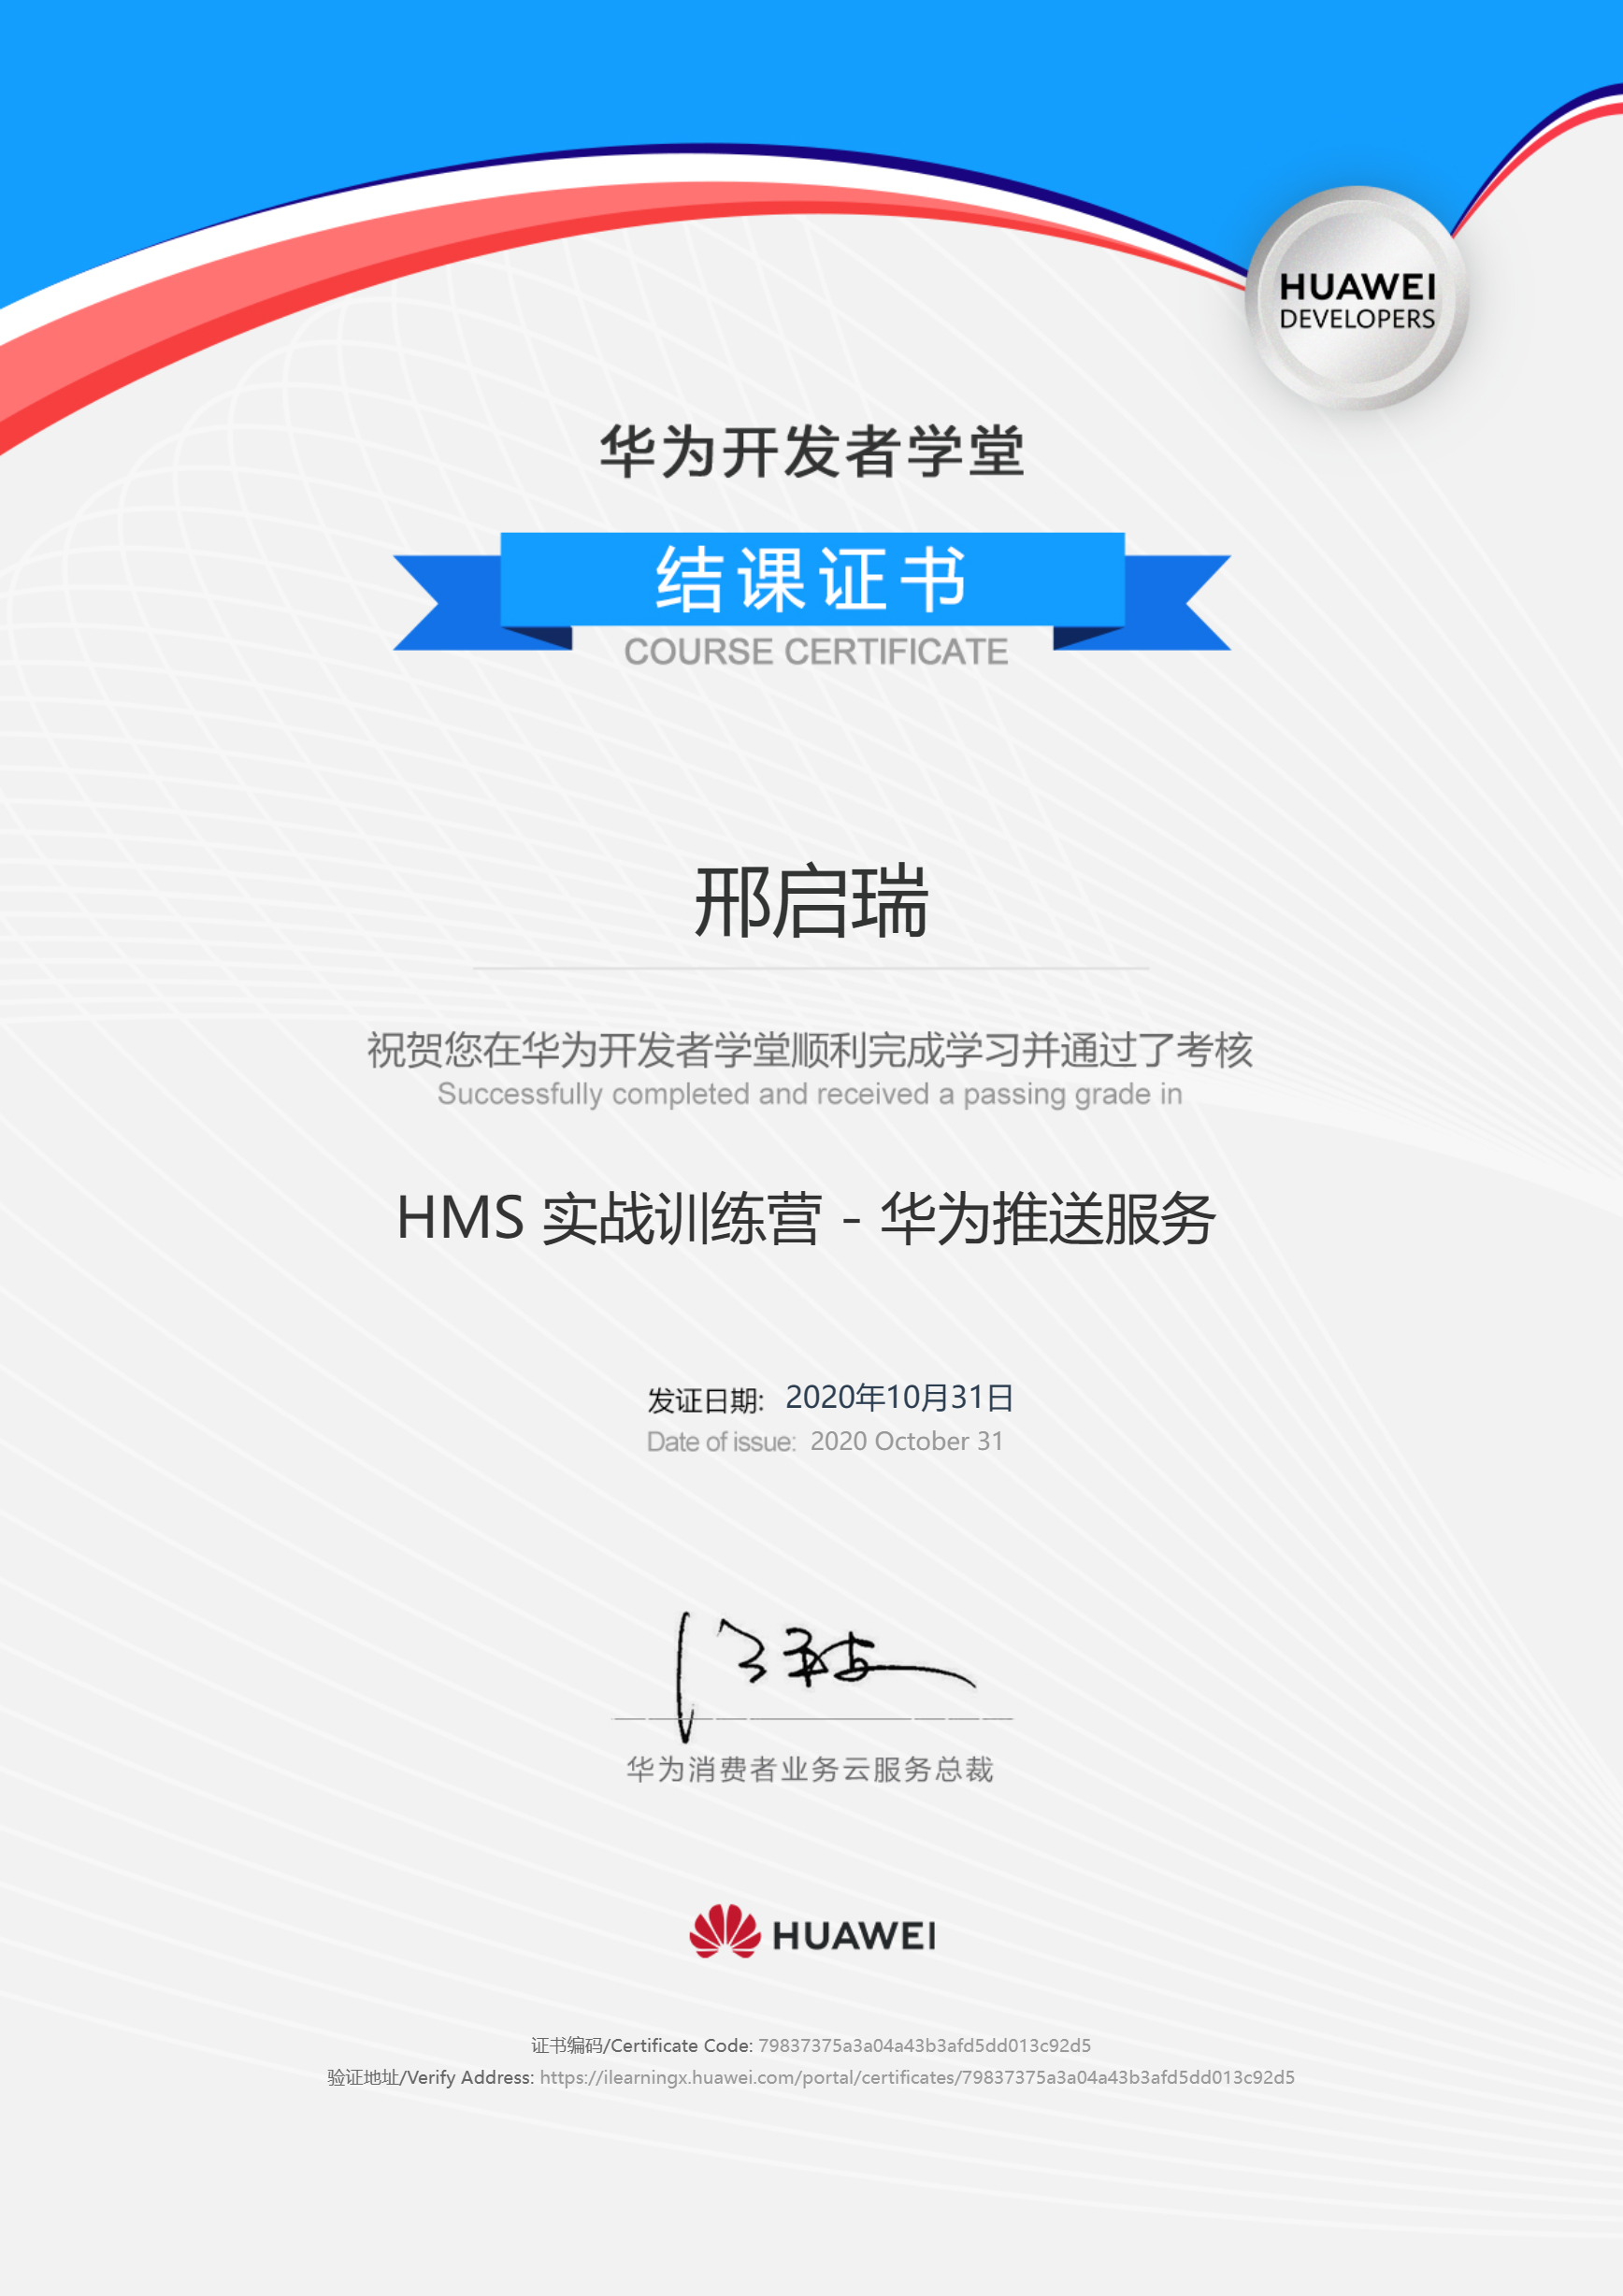 HUAWEI
DEVELOPERS
华为开发者学堂
结课证书
COURSE CERTIFICATE
邢启瑞
祝贺您在华为开发者学堂顺利完成学习并通过了考核
Successfully completed and received a passing grade in
HMS 实战训练营 - 华为推送服务
发证日期: 2020年10月31日
Date of issue: 2020 October 31
华为消费者业务云服务总裁
HUAWEI
证书编码/Certificate Code: 79837375a3a04a43b3afd5dd013c92d5
验证地址/Verify Address: https://ilearningx.huawei.com/portal/certificates/79837375a3a04a43b3afd5dd013c92d5